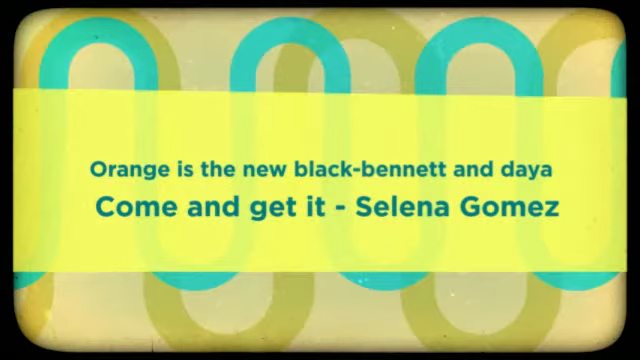 Orange is the new black-bennett and daya
Come and get it - Selena Gomez